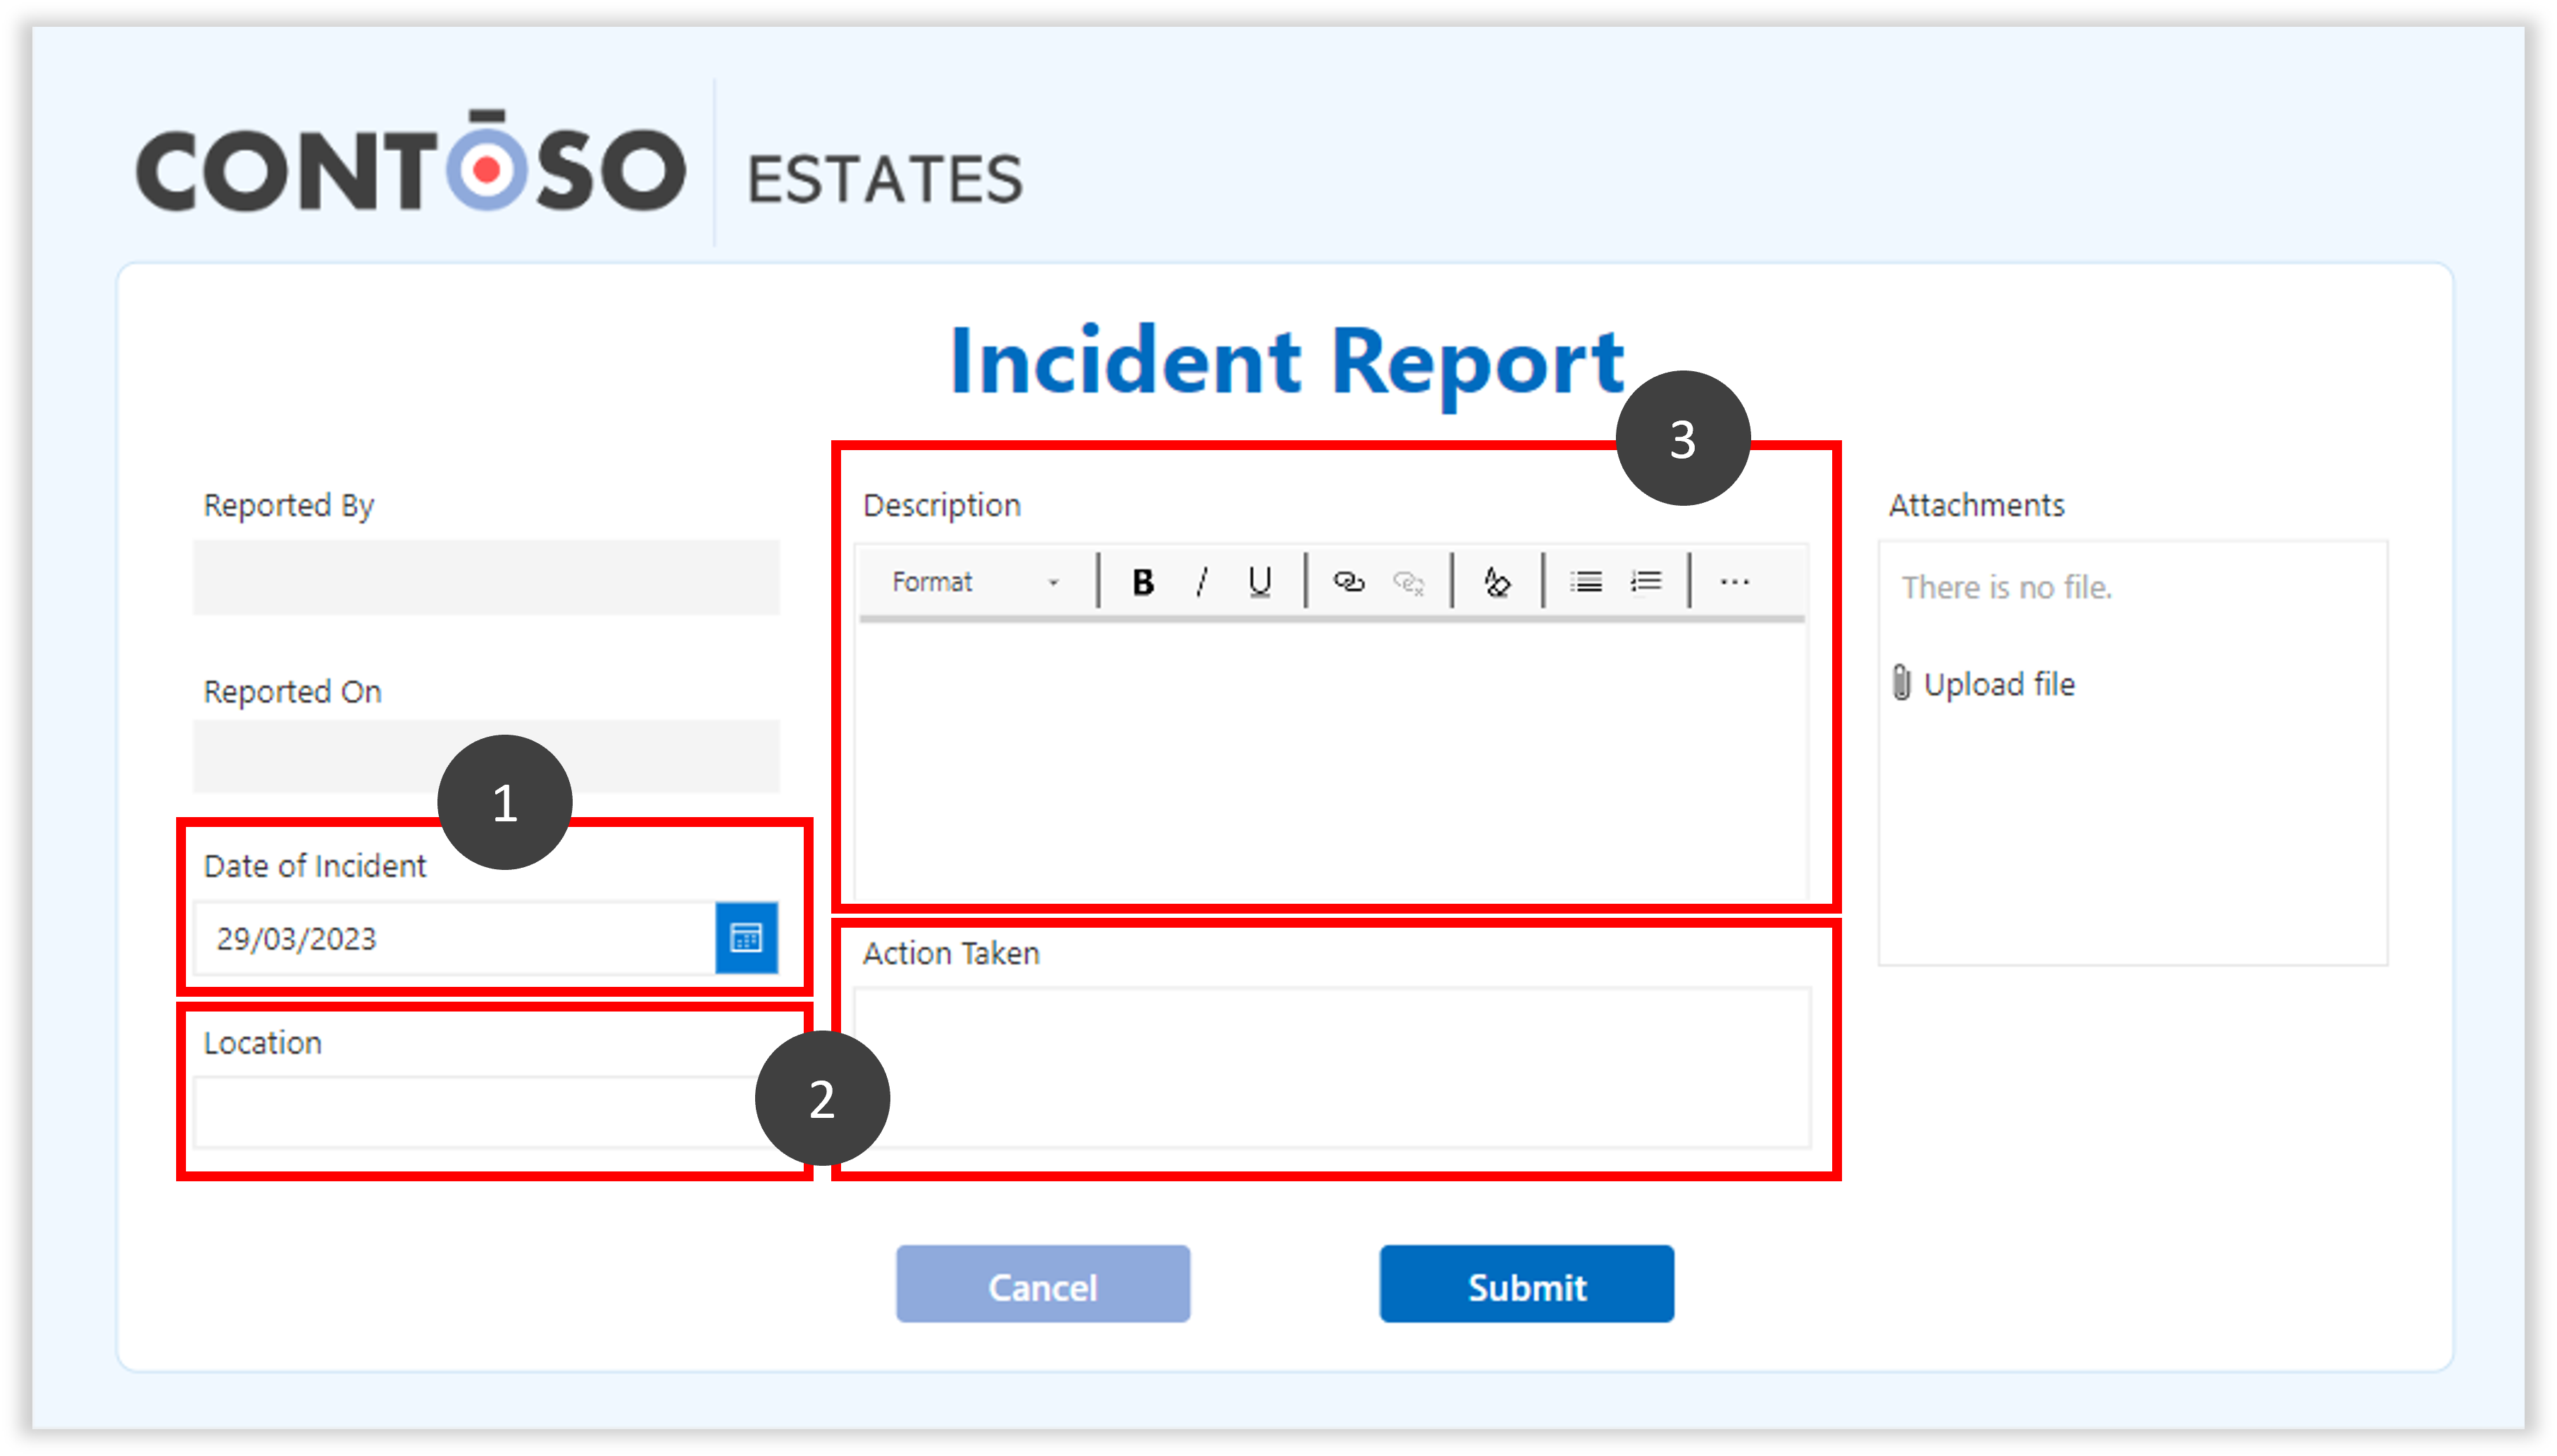 CONTŌSO
ESTATES
Incident Report
3
Reported By
Description
Attachments
Format
B I U
There is no file.
Upload file
Reported On
1
Date of Incident
29/03/2023
Action Taken
Location
2
Cancel
Submit